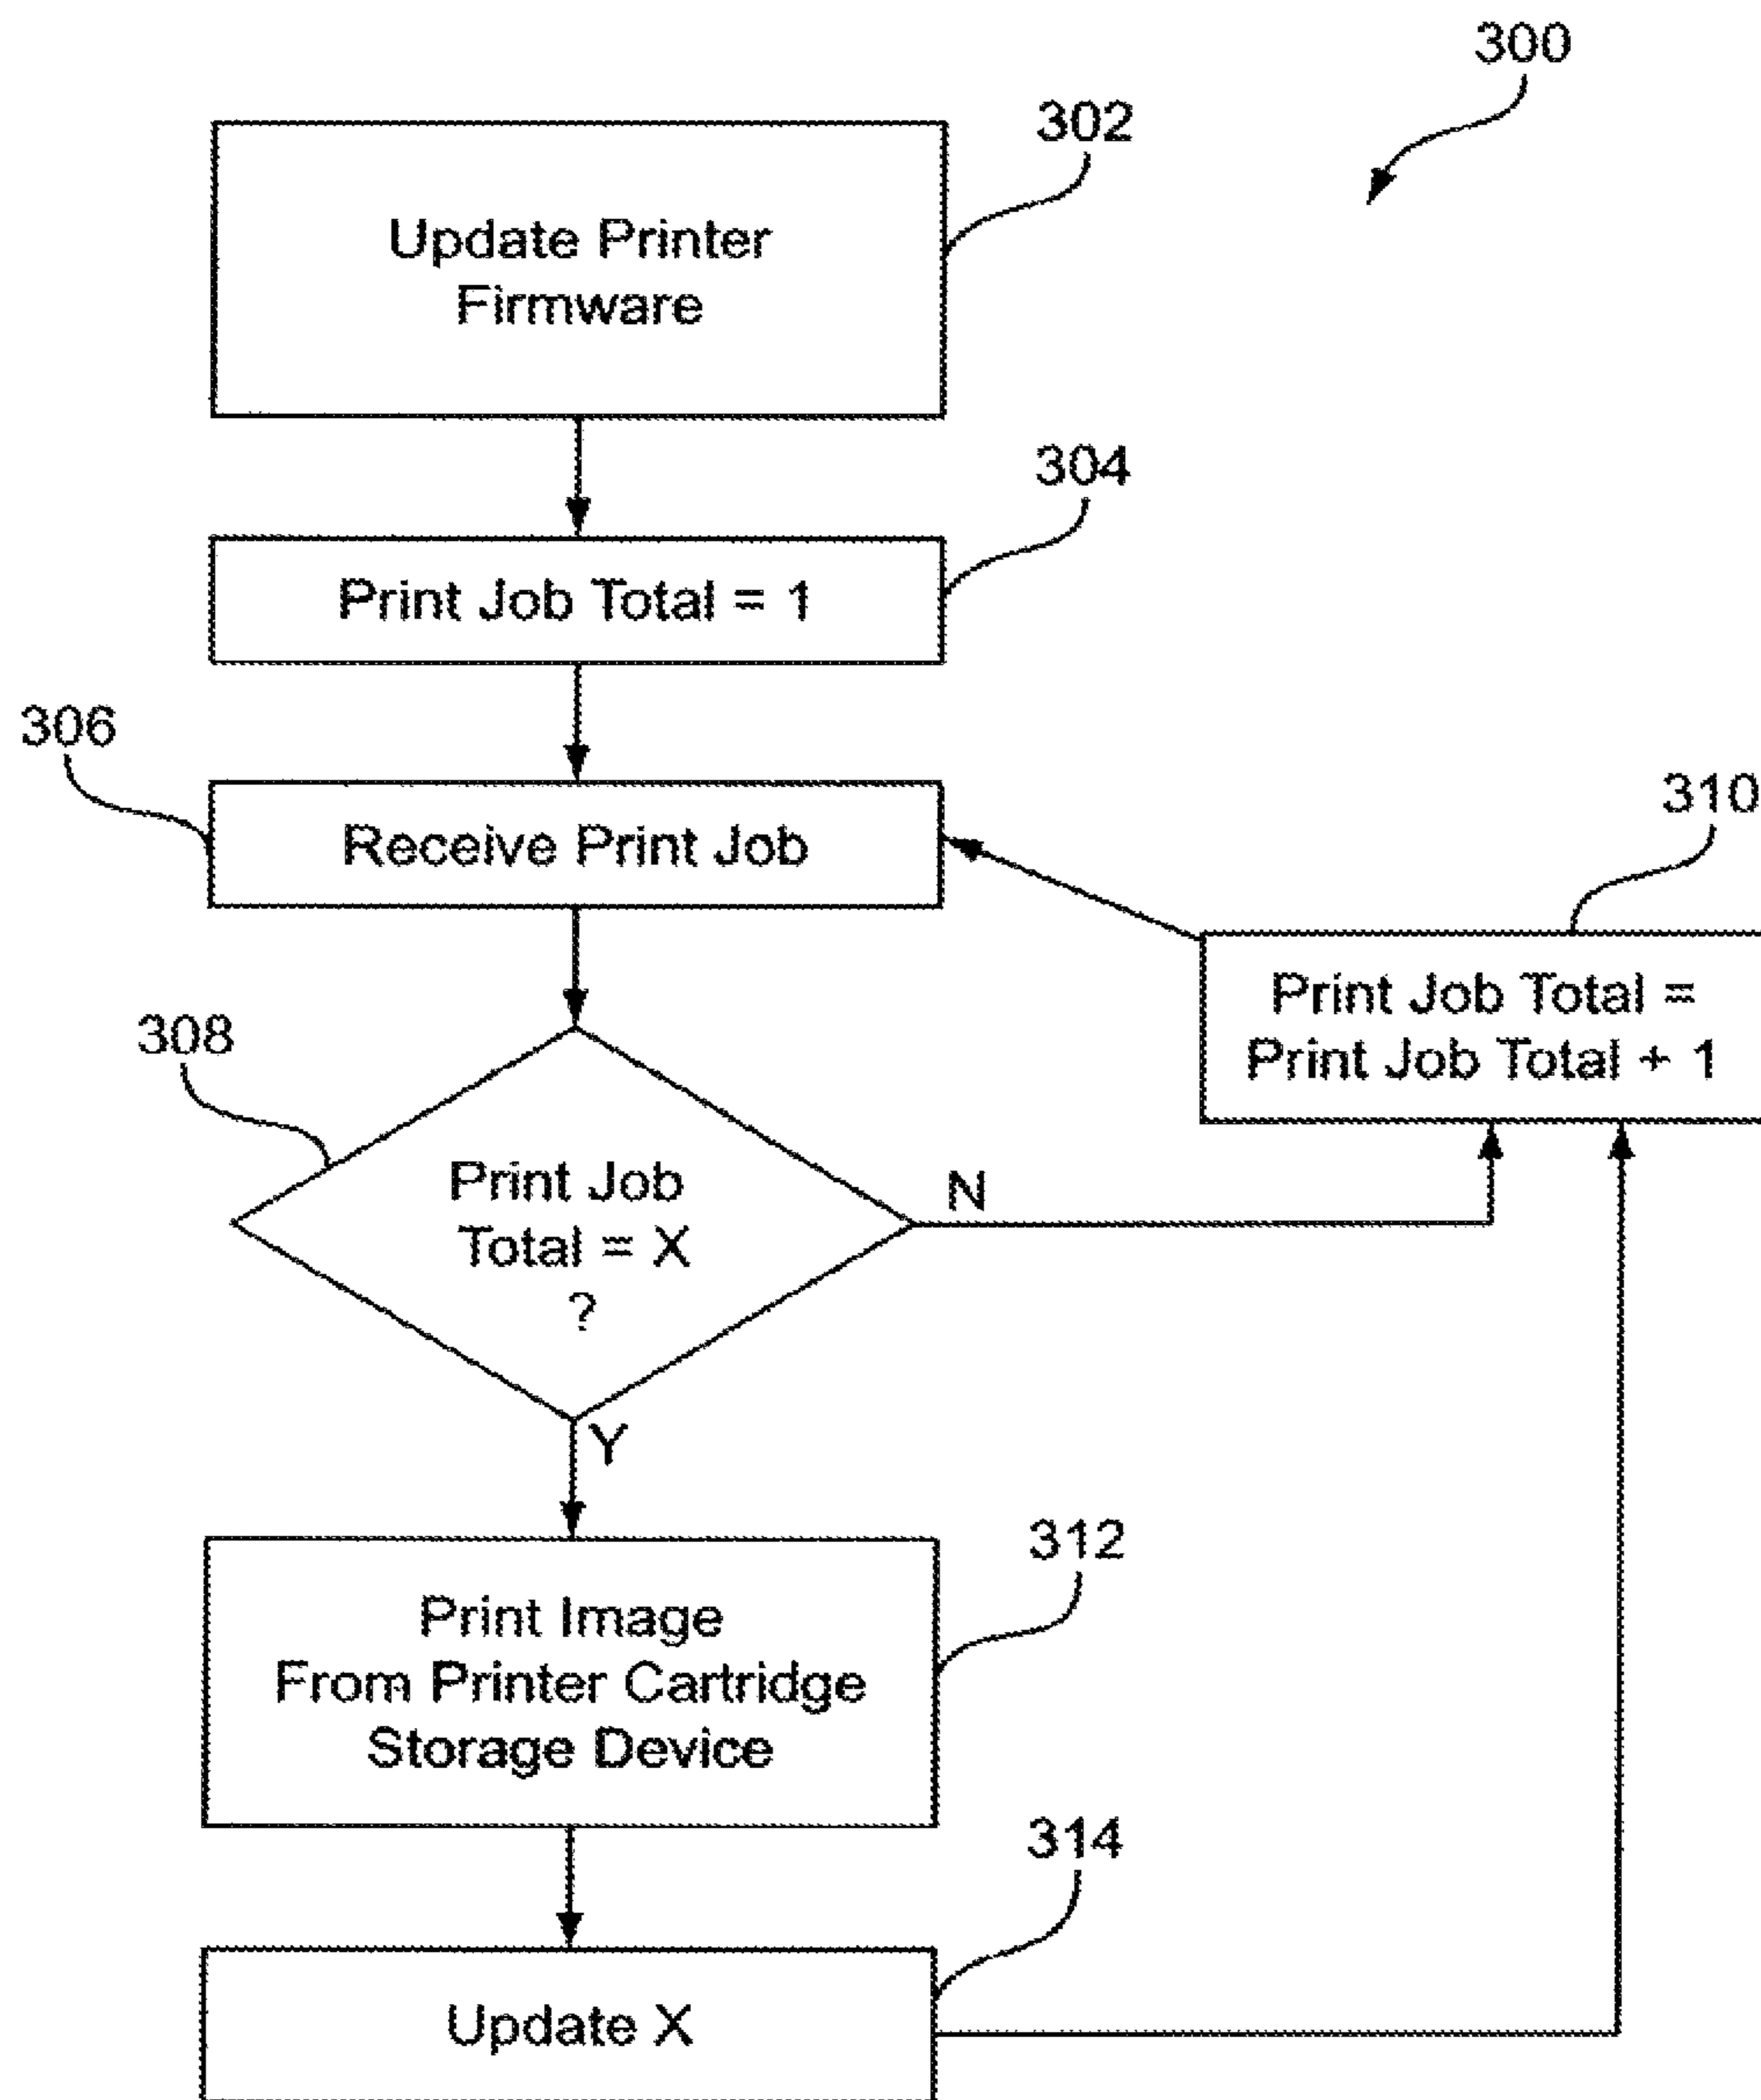 300
302
Update Printer
Firmware
304
Print Job Total = 1
306
Receive Print Job
310
Print Job Total =
Print Job Total + 1
308
Print Job
Total = X
?
N
Y
312
Print Image
From Printer Cartridge
Storage Device
314
Update X